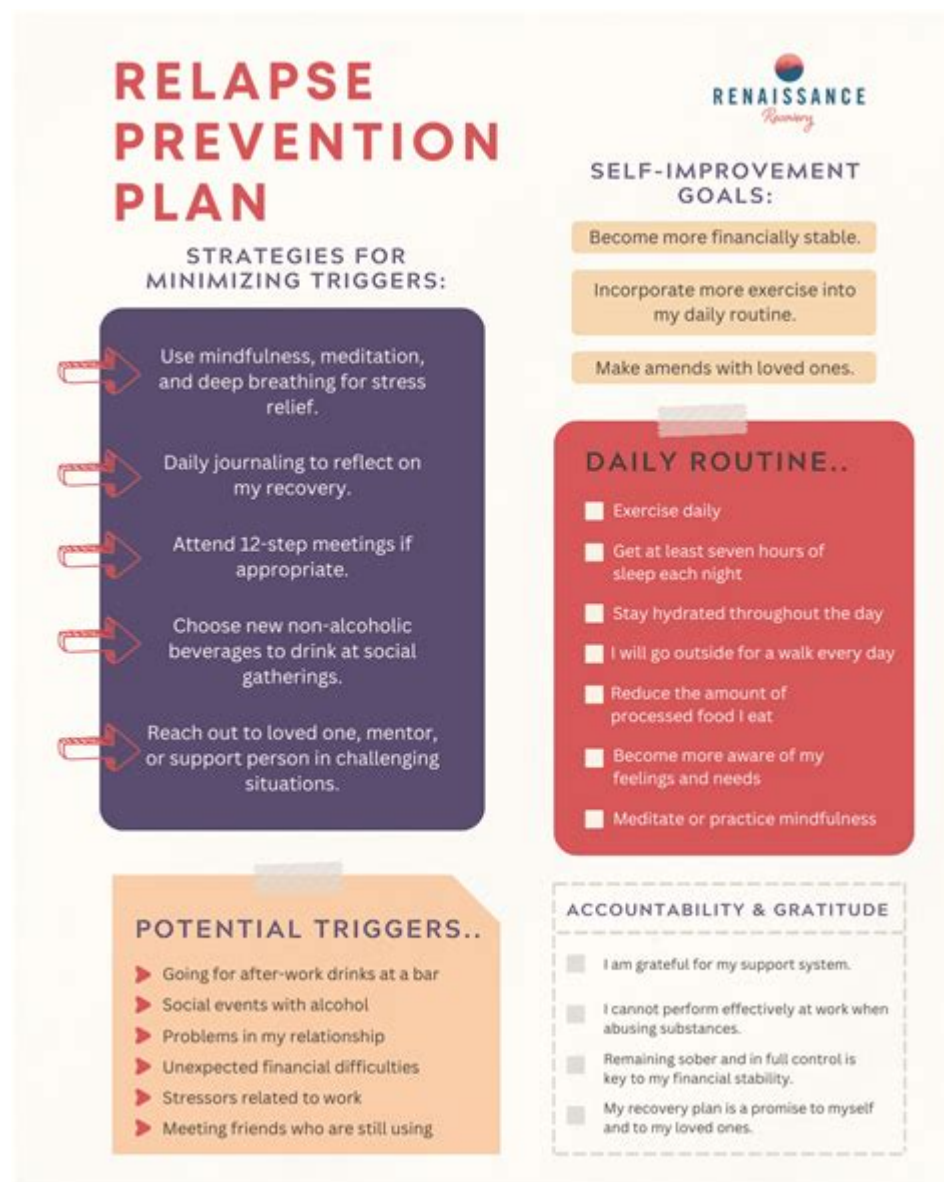 RELAPSE
PREVENTION
PLAN
STRATEGIES FOR
MINIMIZING TRIGGERS:
Use mindfulness, meditation,
and deep breathing for stress
relief.
Daily journaling to reflect on
my recovery.
Attend 12-step meetings if
appropriate.
Choose new non-alcoholic
beverages to drink at social
gatherings.
Reach out to loved one, mentor,
or support person in challenging
situations.
POTENTIAL TRIGGERS..
Going for after-work drinks at a bar
Social events with alcohol
Problems in my relationship
Unexpected financial difficulties
Stressors related to work
Meeting friends who are still using
RENAISSANCE
Recovery
SELF-IMPROVEMENT
GOALS:
Become more financially stable.
Incorporate more exercise into
my daily routine.
Make amends with loved ones.
DAILY ROUTINE..
Exercise daily
Get at least seven hours of
sleep each night
Stay hydrated throughout the day
I will go outside for a walk every day
Reduce the amount of
processed food I eat
Become more aware of my
feelings and needs
Meditate or practice mindfulness
ACCOUNTABILITY & GRATITUDE
I am grateful for my support system.
I cannot perform effectively at work when
abusing substances.
Remaining sober and in full control is
key to my financial stability.
My recovery plan is a promise to myself
and to my loved ones.